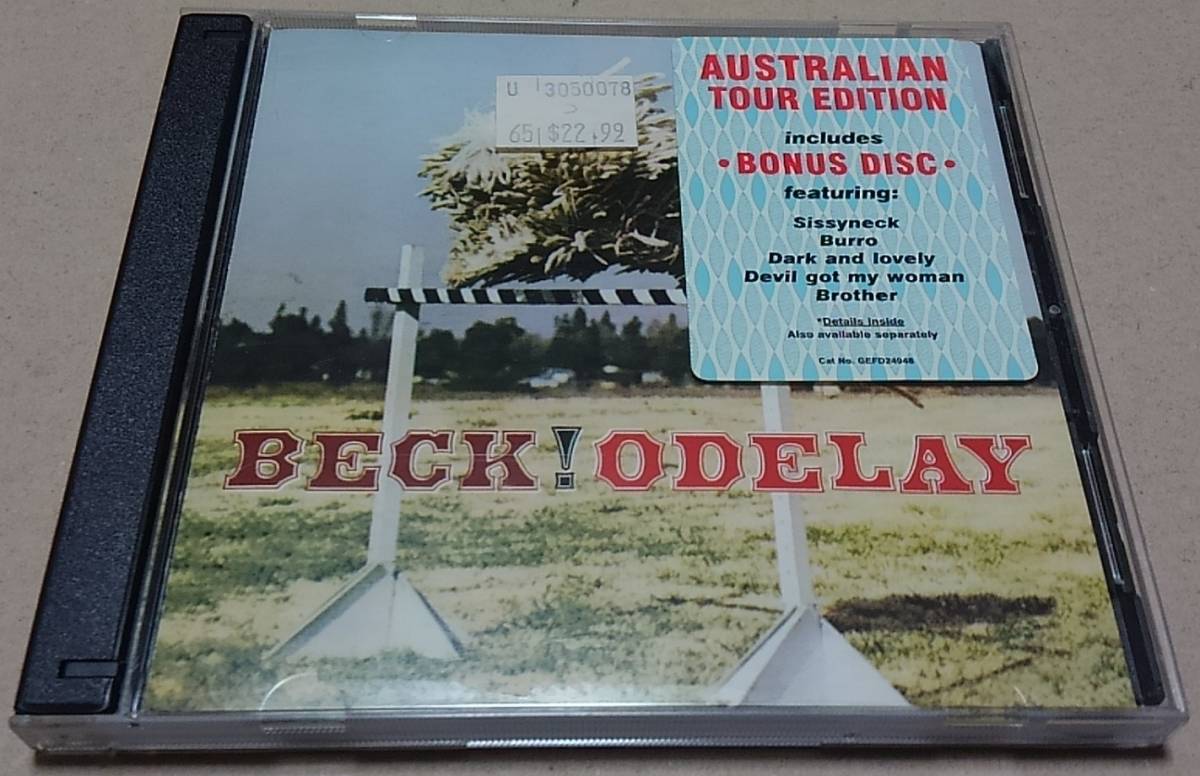 U 3050078
65 $22.99
AUSTRALIAN
TOUR EDITION
includes
•BONUS DISC•
featuring:
Sissyneck
Burro
Dark and lovely
Devil got my woman
Brother
*Details Inside
Also available separately
Cat No. GEFD24948
BECK! ODELAY